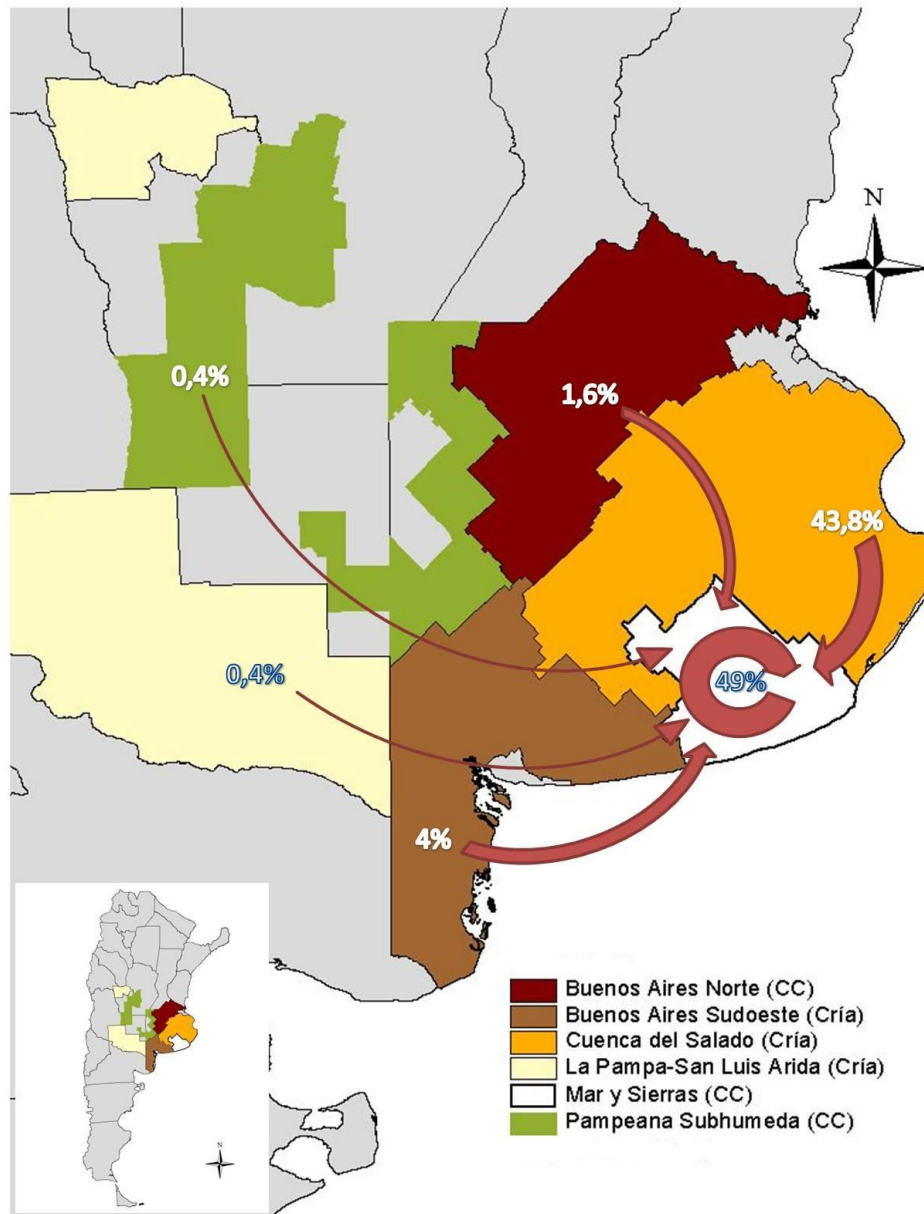 N
0,4%
1,6%
43,8%
0,4%
49%
4%
Buenos Aires Norte (CC)
Buenos Aires Sudoeste (Cría)
Cuenca del Salado (Cría)
La Pampa-San Luis Arida (Cría)
Mar y Sierras (CC)
Pampeana Subhumeda (CC)
N